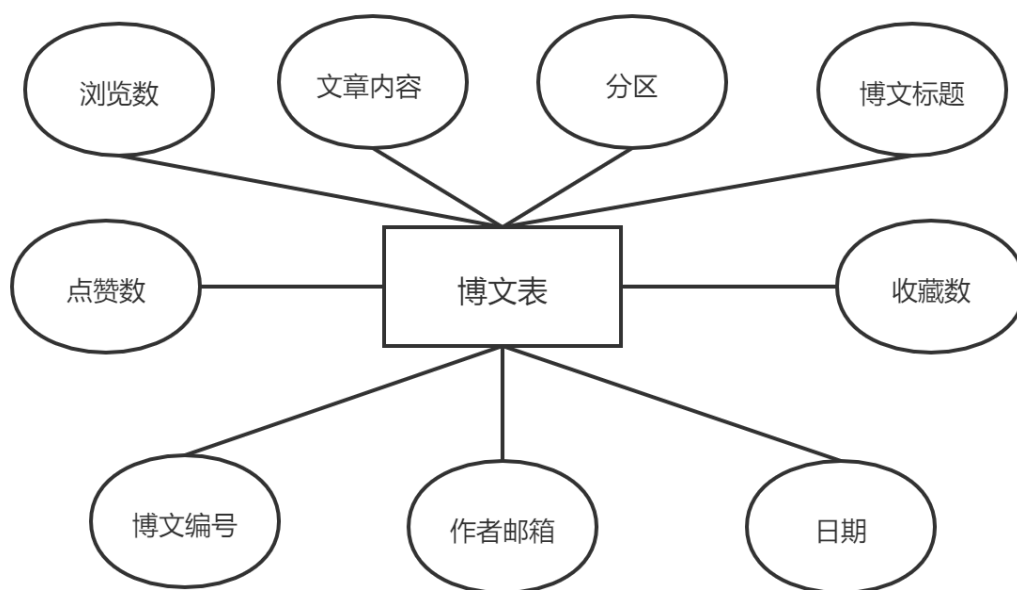 浏览数
文章内容
分区
博文标题
点赞数
博文表
收藏数
博文编号
作者邮箱
日期